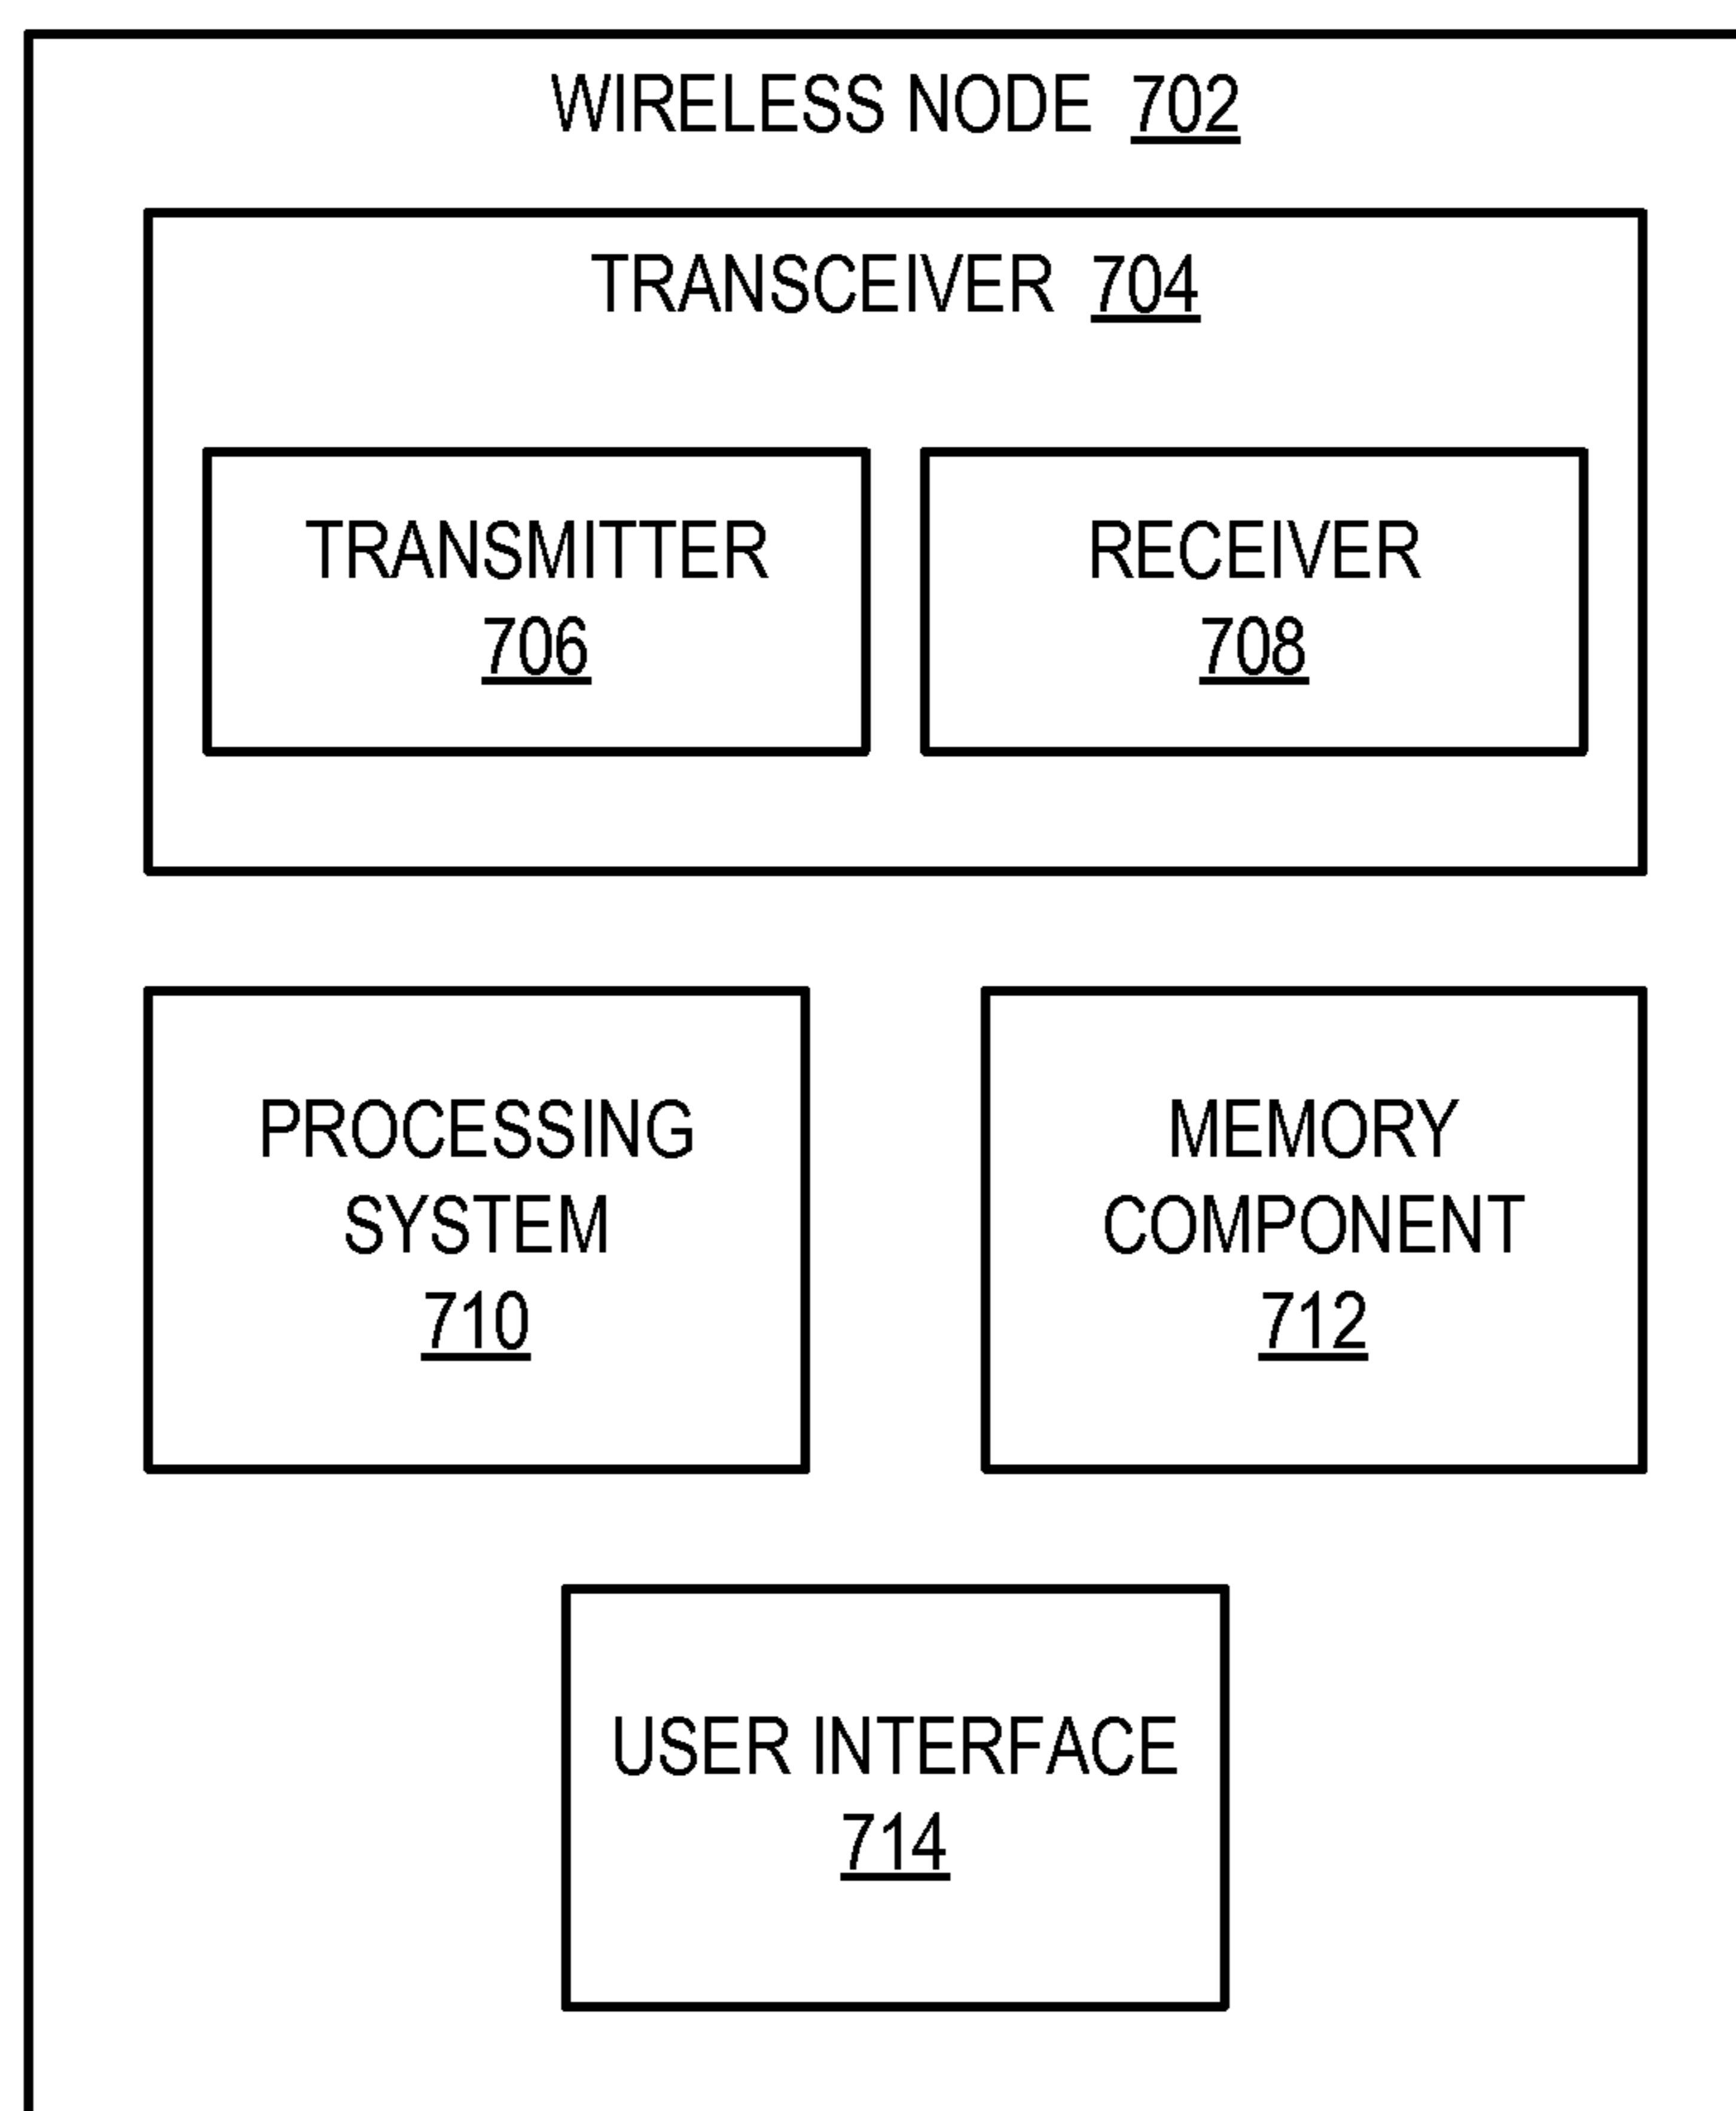 WIRELESS NODE 702
TRANSCEIVER 704
TRANSMITTER
706
RECEIVER
708
PROCESSING
SYSTEM
710
MEMORY
COMPONENT
712
USER INTERFACE
714